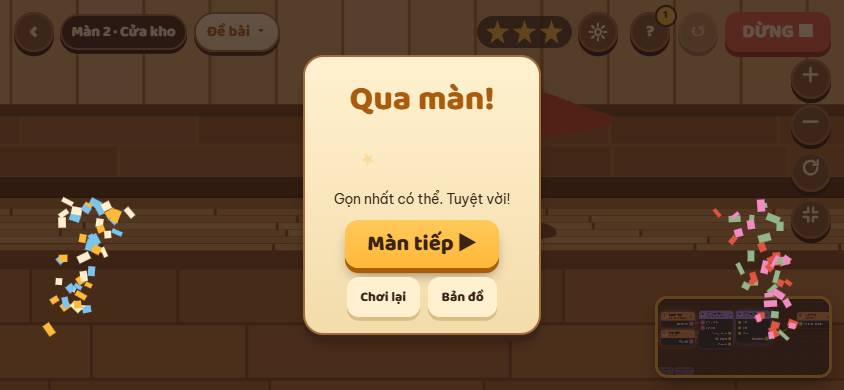 Màn 2 · Cửa kho
Đề bài
?
1
DỪNG
Qua màn!
Gọn nhất có thể. Tuyệt vời!
Màn tiếp
Chơi lại
Bản đồ